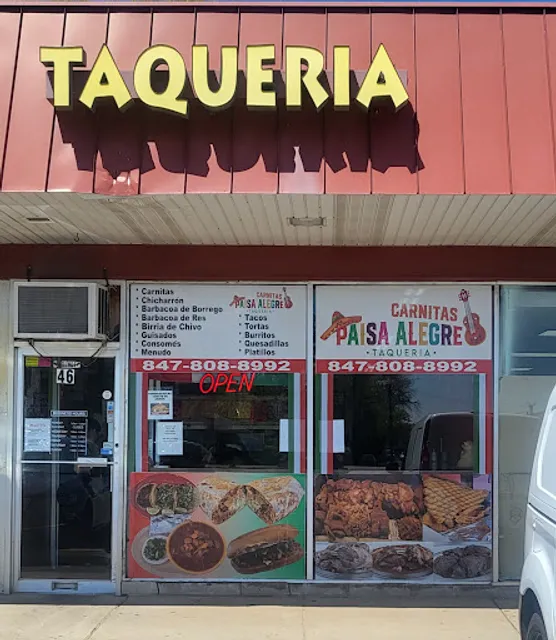 TAQUERIA
• Carnitas
• Chicharrón
• Barbacoa de Borrego
• Barbacoa de Res
• Birria de Chivo
• Guisados
• Consomés
• Menudo
CARNITAS
PAISA ALEGRE
TAQUERIA
• Tacos
• Tortas
• Burritos
• Quesadillas
• Platillos
847-808-8992
OPEN
CARNITAS
PAISA ALEGRE
• TAQUERIA •
847-808-8992
46